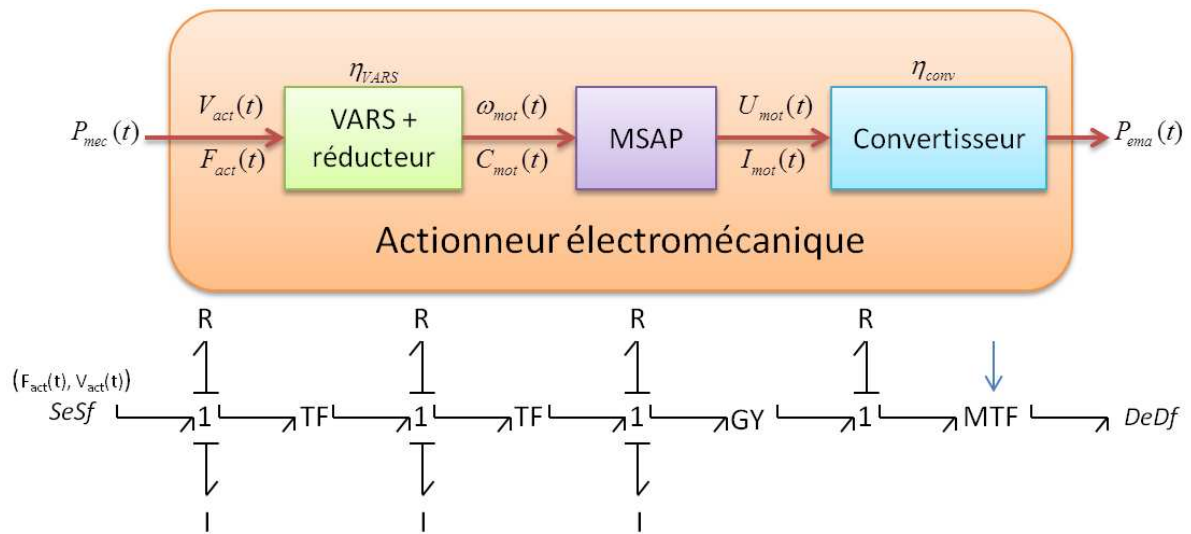 η_VARS
η_conv
V_act(t)
ω_mot(t)
U_mot(t)
P_mec(t)
VARS +
réducteur
MSAP
Convertisseur
P_ema(t)
F_act(t)
C_mot(t)
I_mot(t)
Actionneur électromécanique
R R R R
(F_act(t), V_act(t))
SeSf 1 TF 1 TF 1 GY 1 MTF DeDf
I I I